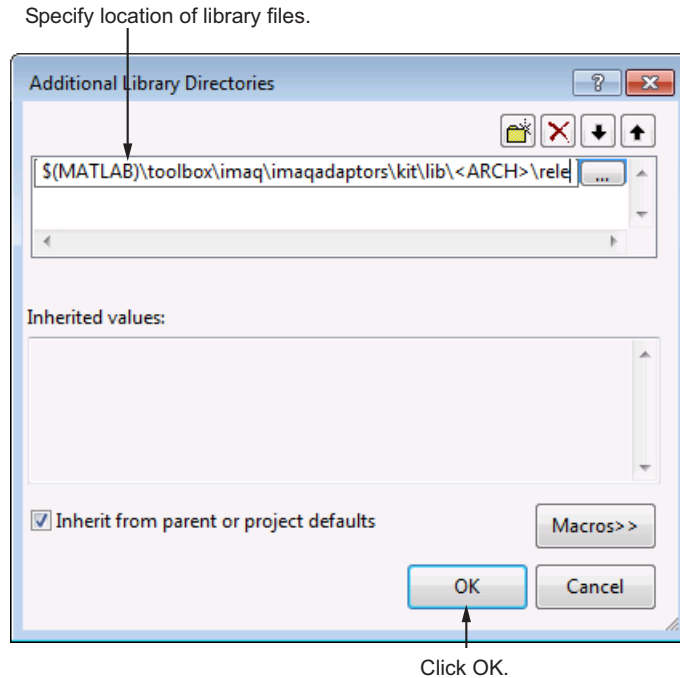 Specify location of library files.
Additional Library Directories
$(MATLAB)\toolbox\imaq\imaqadaptors\kit\lib\<ARCH>\rele
...
Inherited values:
Inherit from parent or project defaults
Macros>>
OK
Cancel
Click OK.